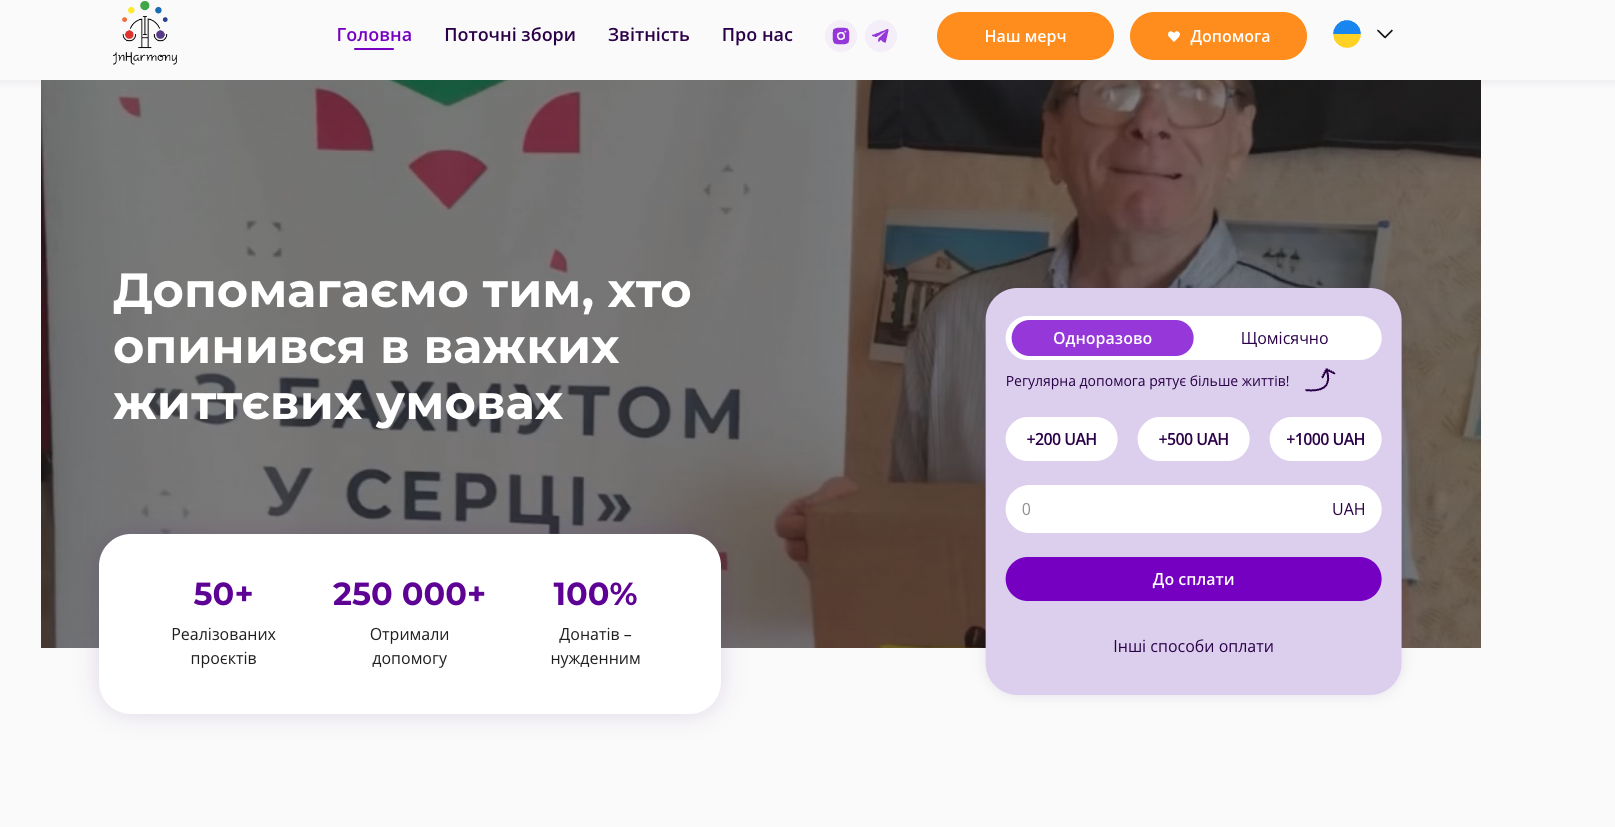 JnHarmony
Головна
Поточні збори
Звітність
Про нас
Наш мерч
Допомога
Допомагаємо тим, хто
опинився в важких
життєвих умовах
«З БАХМУТОМ
У СЕРЦІ»
Одноразово
Щомісячно
Регулярна допомога рятує більше життів!
+200 UAH
+500 UAH
+1000 UAH
0
UAH
До сплати
Інші способи оплати
50+
Реалізованих
проєктів
250 000+
Отримали
допомогу
100%
Донатів –
нужденним